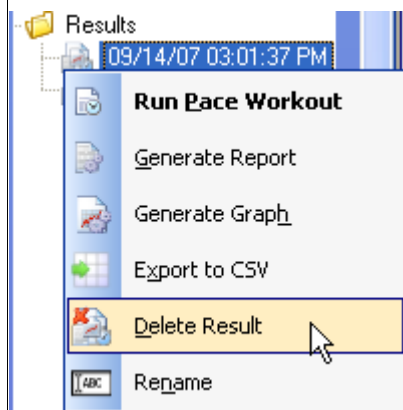 Results
09/14/07 03:01:37 PM
Run Pace Workout
Generate Report
Generate Graph
Export to CSV
Delete Result
ABC
Rename